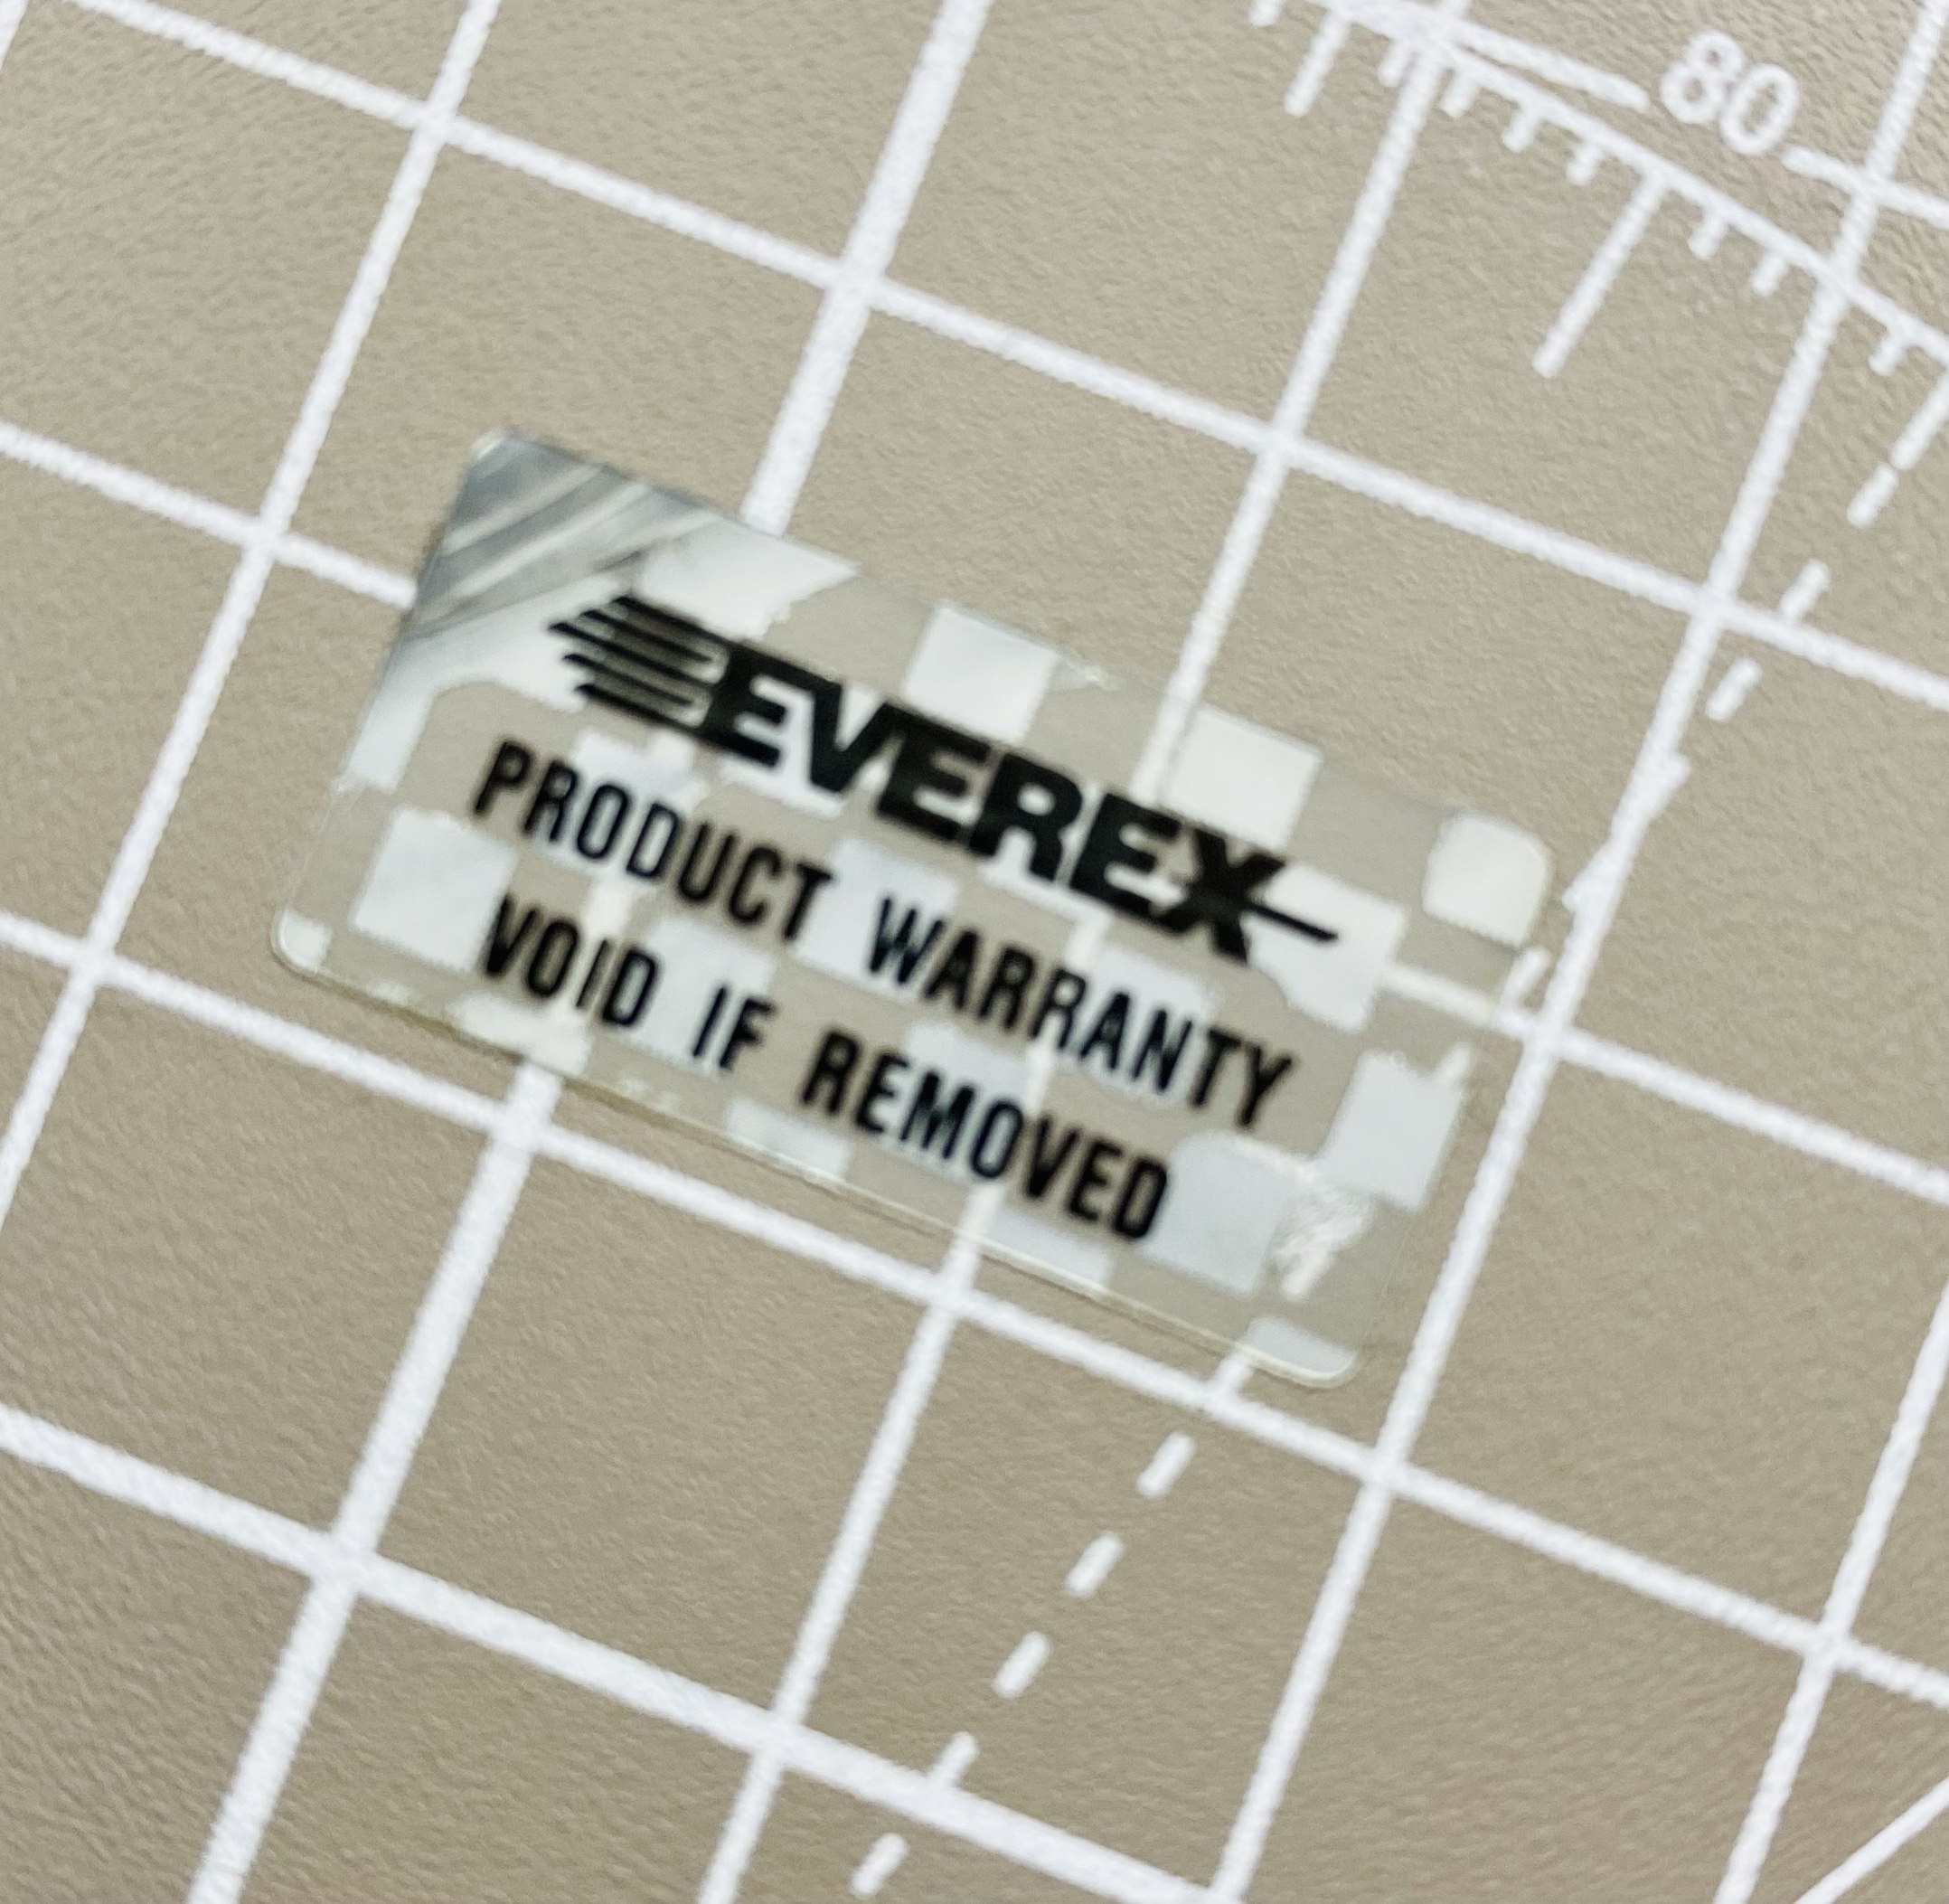 80
EVEREX
PRODUCT WARRANTY
VOID IF REMOVED